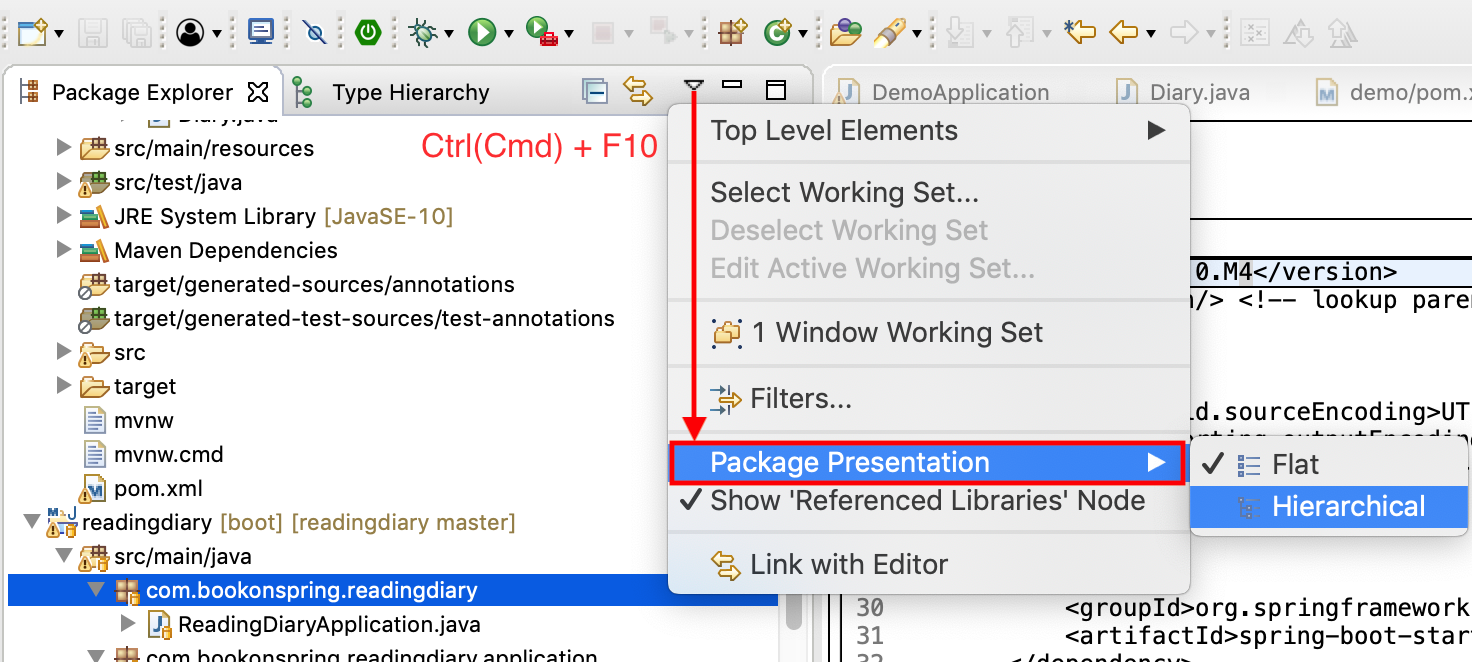 Package Explorer
Type Hierarchy
DemoApplication
Diary.java
demo/pom.x
Diary.java
src/main/resources
src/test/java
JRE System Library [JavaSE-10]
Maven Dependencies
target/generated-sources/annotations
target/generated-test-sources/test-annotations
src
target
mvnw
mvnw.cmd
pom.xml
readingdiary [boot] [readingdiary master]
src/main/java
com.bookonspring.readingdiary
ReadingDiaryApplication.java
com.bookonspring.readingdiary.application
Ctrl(Cmd) + F10
Top Level Elements
Select Working Set...
Deselect Working Set
Edit Active Working Set...
1 Window Working Set
Filters...
Package Presentation
Show 'Referenced Libraries' Node
Link with Editor
Flat
Hierarchical
0.M4</version>
/> <!-- lookup pare
d.sourceEncoding>UT
rting.outputEncoding
30 <groupId>org.springframework
31 <artifactId>spring-boot-star
32 </dependency>